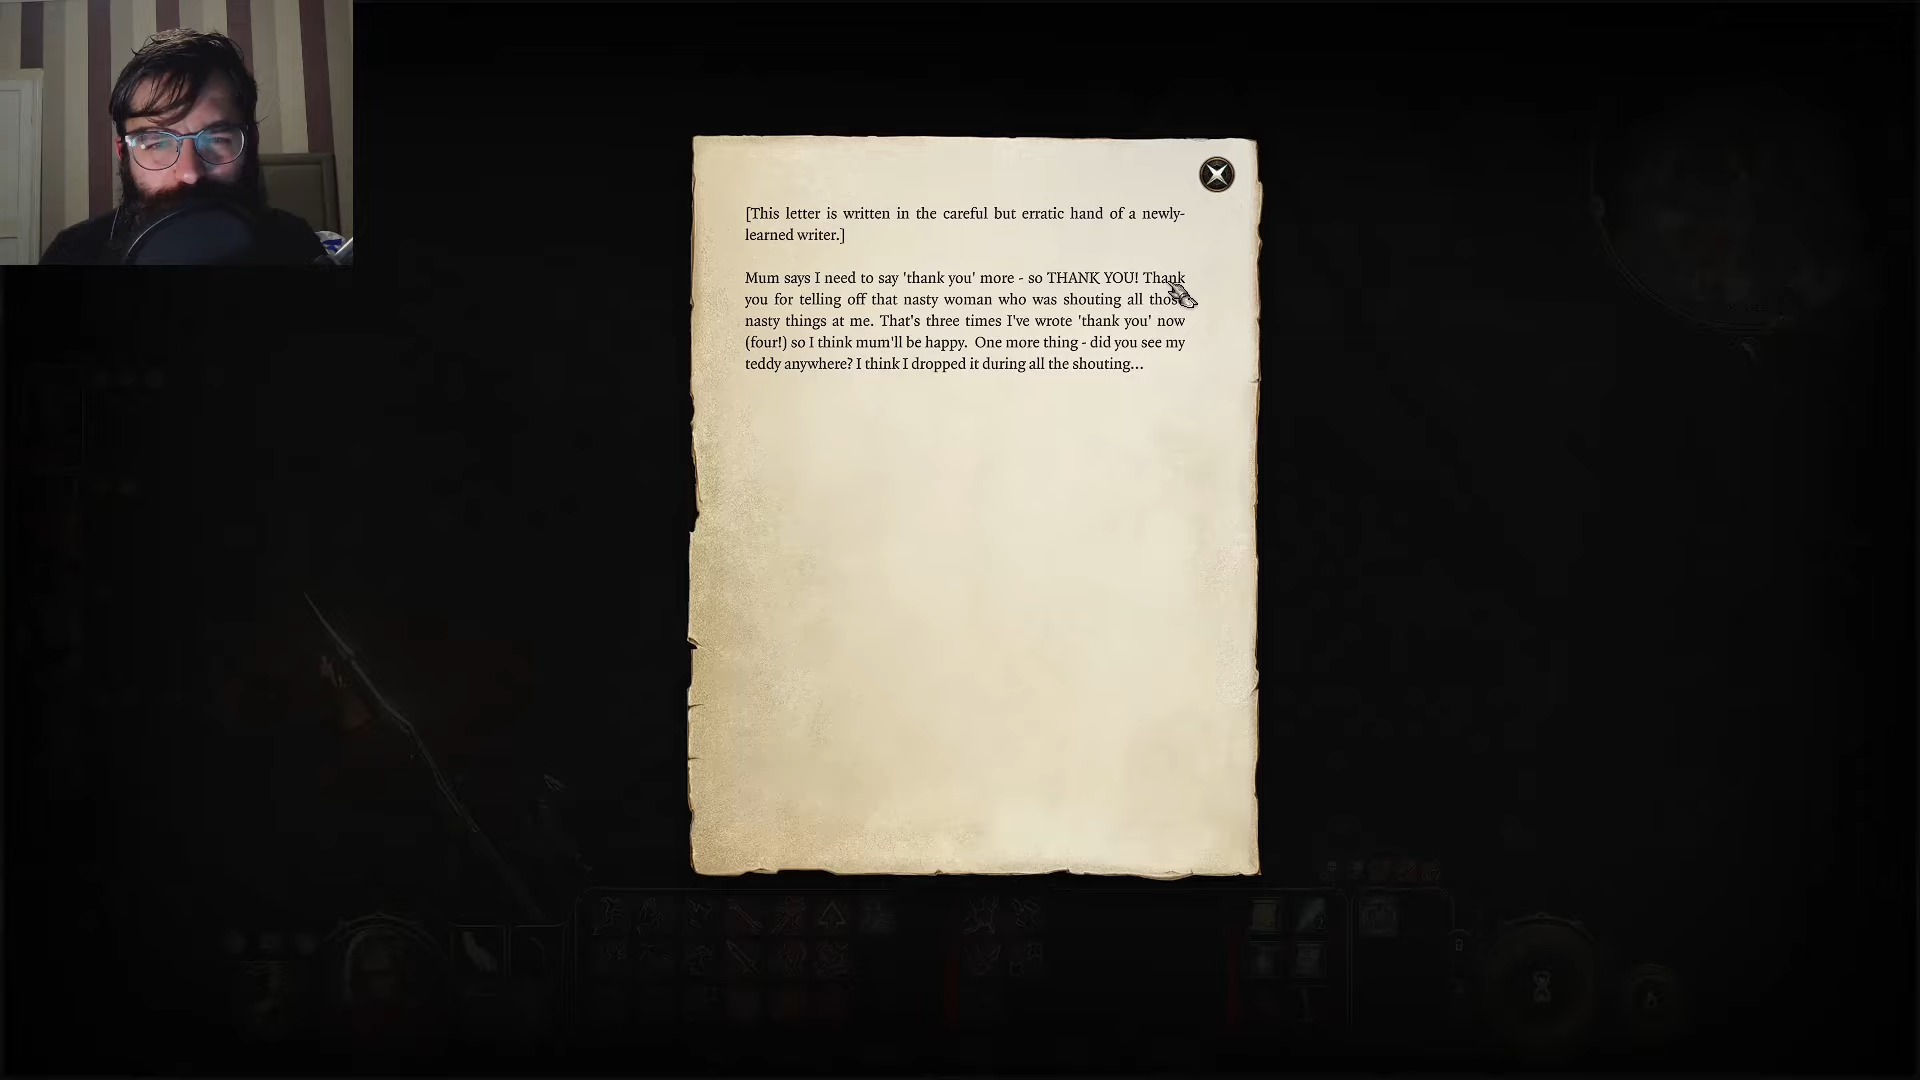 [This letter is written in the careful but erratic hand of a newly-
learned writer.]
Mum says I need to say 'thank you' more - so THANK YOU! Thank
you for telling off that nasty woman who was shouting all those
nasty things at me. That's three times I've wrote 'thank you' now
(four!) so I think mum'll be happy. One more thing - did you see my
teddy anywhere? I think I dropped it during all the shouting...